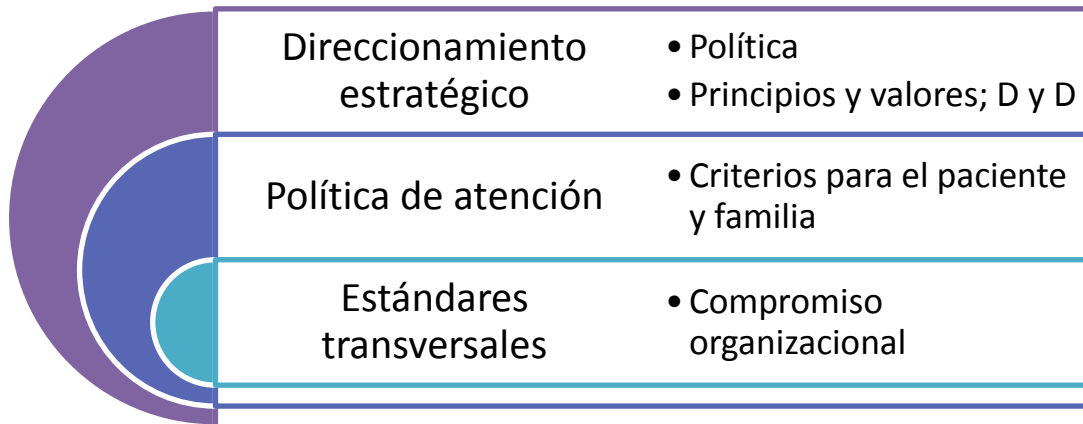 Direccionamiento
estratégico
• Política
• Principios y valores; D y D
Política de atención
• Criterios para el paciente
y familia
Estándares
transversales
• Compromiso
organizacional